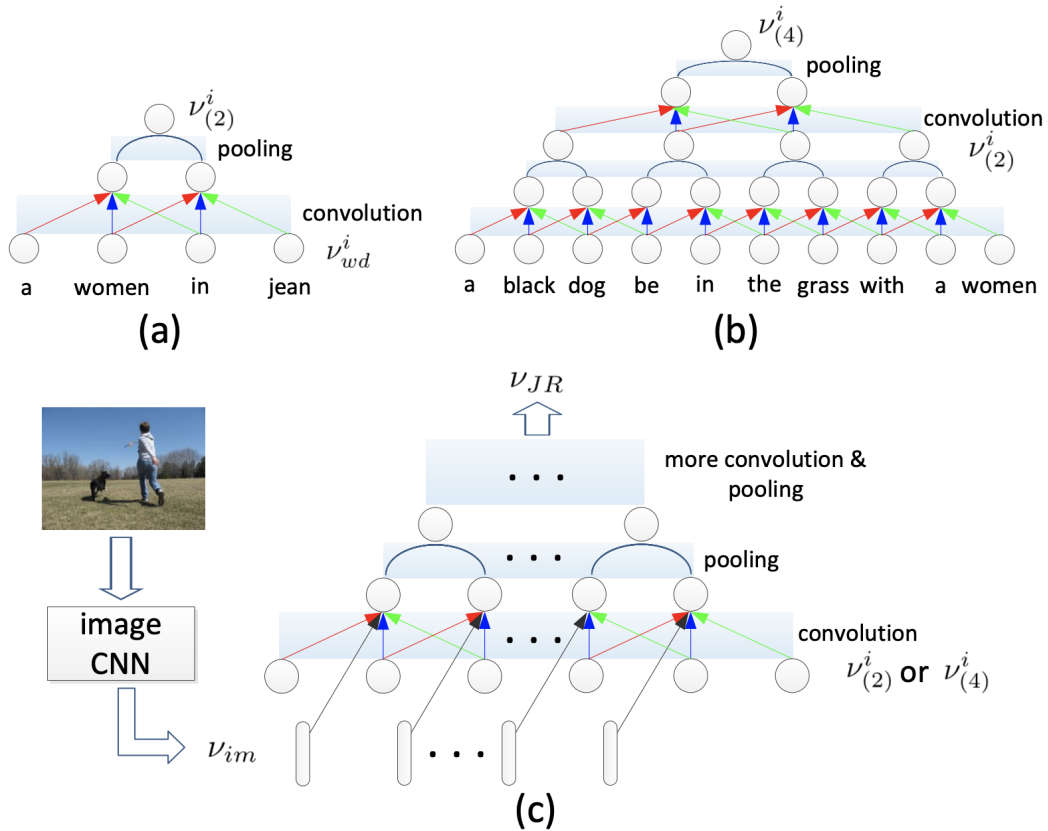 ν^i_(2)
pooling
convolution
ν^i_wd
a women in jean
(a)
ν^i_(4)
pooling
convolution
ν^i_(2)
a black dog be in the grass with a women
(b)
ν_JR
more convolution &
pooling
pooling
image
CNN
convolution
ν^i_(2) or ν^i_(4)
ν_im
(c)